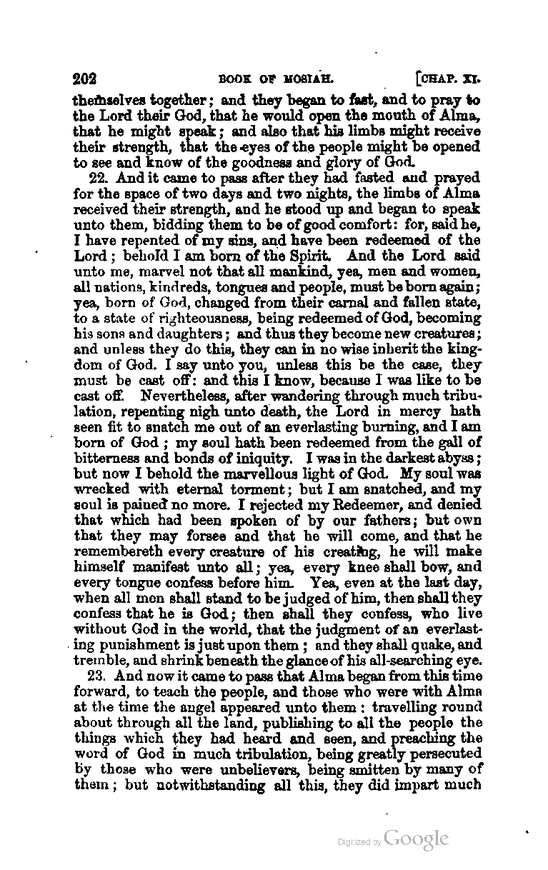 202 BOOK OF MOSIAH. [CHAP. XI.
themselves together; and they began to fast, and to pray to
the Lord their God, that he would open the mouth of Alma,
that he might speak; and also that his limbs might receive
their strength, that the eyes of the people might be opened
to see and know of the goodness and glory of God.
22. And it came to pass after they had fasted and prayed
for the space of two days and two nights, the limbs of Alma
received their strength, and he stood up and began to speak
unto them, bidding them to be of good comfort: for, said he,
I have repented of my sins, and have been redeemed of the
Lord; behold I am born of the Spirit. And the Lord said
unto me, marvel not that all mankind, yea, men and women,
all nations, kindreds, tongues and people, must be born again;
yea, born of God, changed from their carnal and fallen state,
to a state of righteousness, being redeemed of God, becoming
his sons and daughters; and thus they become new creatures;
and unless they do this, they can in no wise inherit the king-
dom of God. I say unto you, unless this be the case, they
must be cast off: and this I know, because I was like to be
cast off. Nevertheless, after wandering through much tribu-
lation, repenting nigh unto death, the Lord in mercy hath
seen fit to snatch me out of an everlasting burning, and I am
born of God; my soul hath been redeemed from the gall of
bitterness and bonds of iniquity. I was in the darkest abyss;
but now I behold the marvellous light of God. My soul was
wrecked with eternal torment; but I am snatched, and my
soul is pained no more. I rejected my Redeemer, and denied
that which had been spoken of by our fathers; but own
that they may forsee and that he will come, and that he
remembereth every creature of his creating, he will make
himself manifest unto all; yea, every knee shall bow, and
every tongue confess before him. Yea, even at the last day,
when all men shall stand to be judged of him, then shall they
confess that he is God; then shall they confess, who live
without God in the world, that the judgment of an everlast-
ing punishment is just upon them; and they shall quake, and
tremble, and shrink beneath the glance of his all-searching eye.
23. And now it came to pass that Alma began from this time
forward, to teach the people, and those who were with Alma
at the time the angel appeared unto them: travelling round
about through all the land, publishing to all the people the
things which they had heard and seen, and preaching the
word of God in much tribulation, being greatly persecuted
by those who were unbelievers, being smitten by many of
them; but notwithstanding all this, they did impart much
Digitized by Google